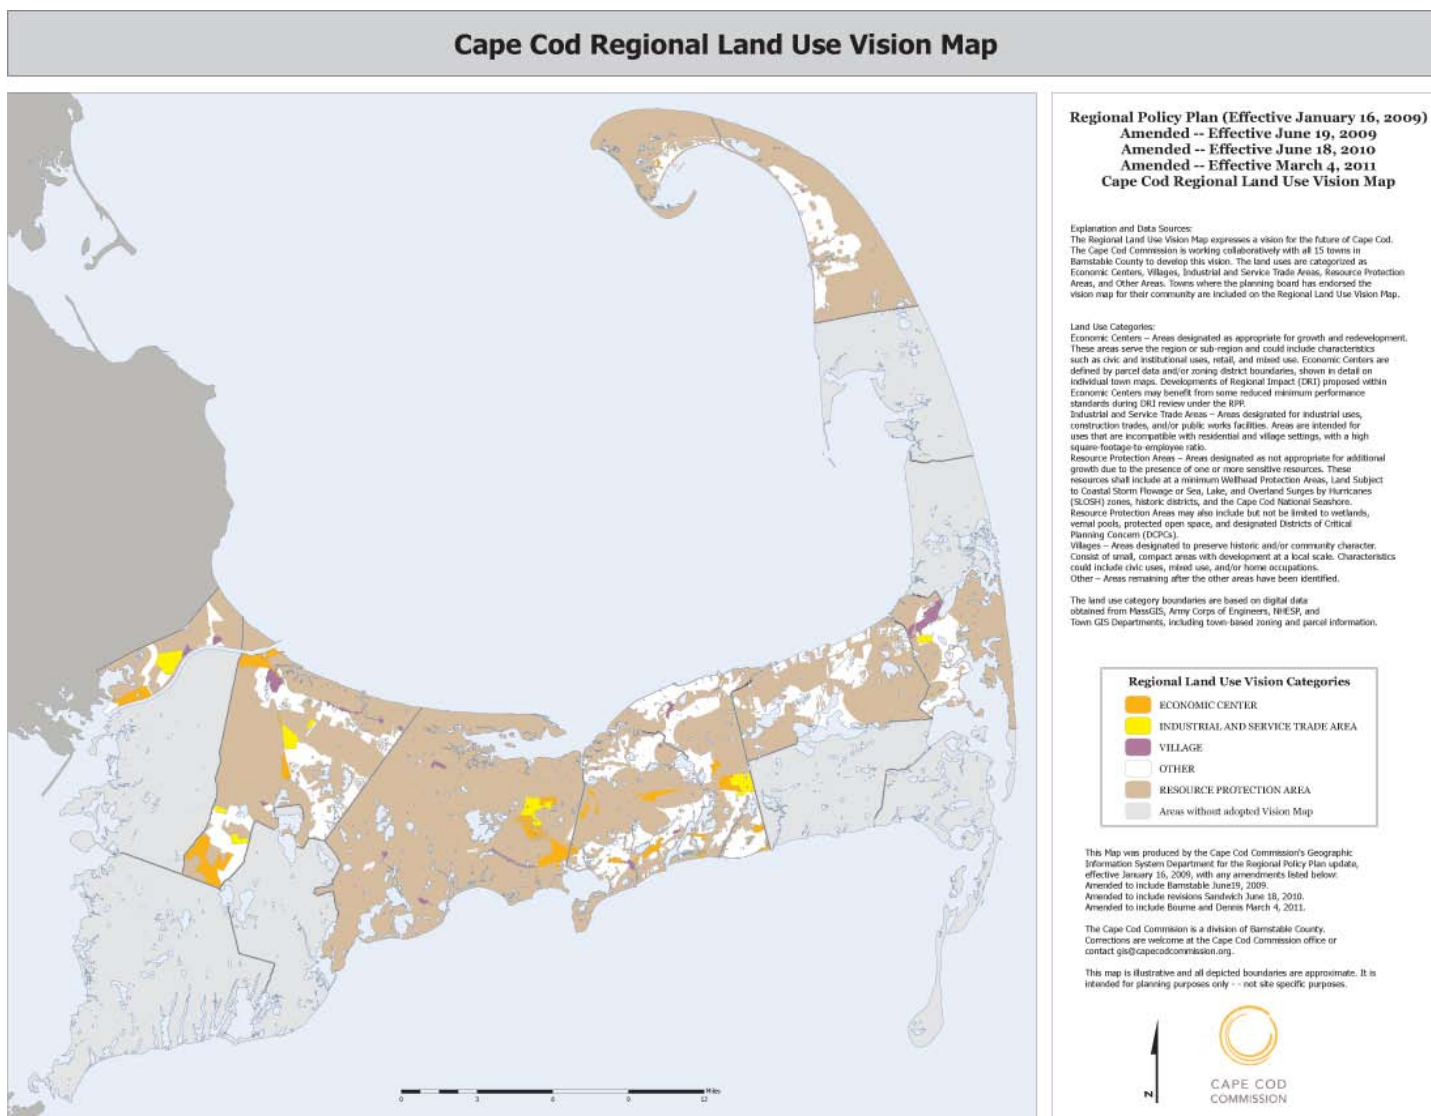 Cape Cod Regional Land Use Vision Map
Regional Policy Plan (Effective January 16, 2009)
Amended -- Effective June 19, 2009
Amended -- Effective June 18, 2010
Amended -- Effective March 4, 2011
Cape Cod Regional Land Use Vision Map
Explanation and Data Sources:
The Regional Land Use Vision Map expresses a vision for the future of Cape Cod.
The Cape Cod Commission is working collaboratively with all 15 towns in
Barnstable County to develop this vision. The land uses are categorized as
Economic Centers, Villages, Industrial and Service Trade Areas, Resource Protection
Areas, and Other Areas. Towns where the planning board has endorsed the
vision map for their community are included on the Regional Land Use Vision Map.
Land Use Categories:
Economic Centers – Areas designated as appropriate for growth and redevelopment.
These areas serve the region or sub-region and could include characteristics
such as civic and institutional uses, retail, and mixed use. Economic Centers are
defined by parcel data and/or zoning district boundaries, shown in detail on
individual town maps. Developments of Regional Impact (DRI) proposed within
Economic Centers may benefit from some reduced minimum performance
standards during DRI review under the RPP.
Industrial and Service Trade Areas – Areas designated for industrial uses,
construction trades, and/or public works facilities. Areas are intended for
uses that are incompatible with residential and village settings, with a high
square-footage-to-employee ratio.
Resource Protection Areas – Areas designated as not appropriate for additional
growth due to the presence of one or more sensitive resources. These
resources shall include at a minimum Wellhead Protection Areas, Land Subject
to Coastal Storm Flowage or Sea, Lake, and Overland Surges by Hurricanes
(SLOSH) zones, historic districts, and the Cape Cod National Seashore.
Resource Protection Areas may also include but not be limited to wetlands,
vernal pools, protected open space, and designated Districts of Critical
Planning Concern (DCPCs).
Villages – Areas designated to preserve historic and/or community character.
Consist of small, compact areas with development at a local scale. Characteristics
could include civic uses, mixed use, and/or home occupations.
Other – Areas remaining after the other areas have been identified.
The land use category boundaries are based on digital data
obtained from MassGIS, Army Corps of Engineers, NHESP, and
Town GIS Departments, including town-based zoning and parcel information.
Regional Land Use Vision Categories
ECONOMIC CENTER
INDUSTRIAL AND SERVICE TRADE AREA
VILLAGE
OTHER
RESOURCE PROTECTION AREA
Areas without adopted Vision Map
This Map was produced by the Cape Cod Commission's Geographic
Information System Department for the Regional Policy Plan update,
effective January 16, 2009, with any amendments listed below:
Amended to include Barnstable June19, 2009.
Amended to include revisions Sandwich June 18, 2010.
Amended to include Bourne and Dennis March 4, 2011.
The Cape Cod Commision is a division of Barnstable County.
Corrections are welcome at the Cape Cod Commission office or
contact gis@capecodcommission.org.
This map is illustrative and all depicted boundaries are approximate. It is
intended for planning purposes only - - not site specific purposes.
N
CAPE COD
COMMISSION
Miles
0 3 6 9 12